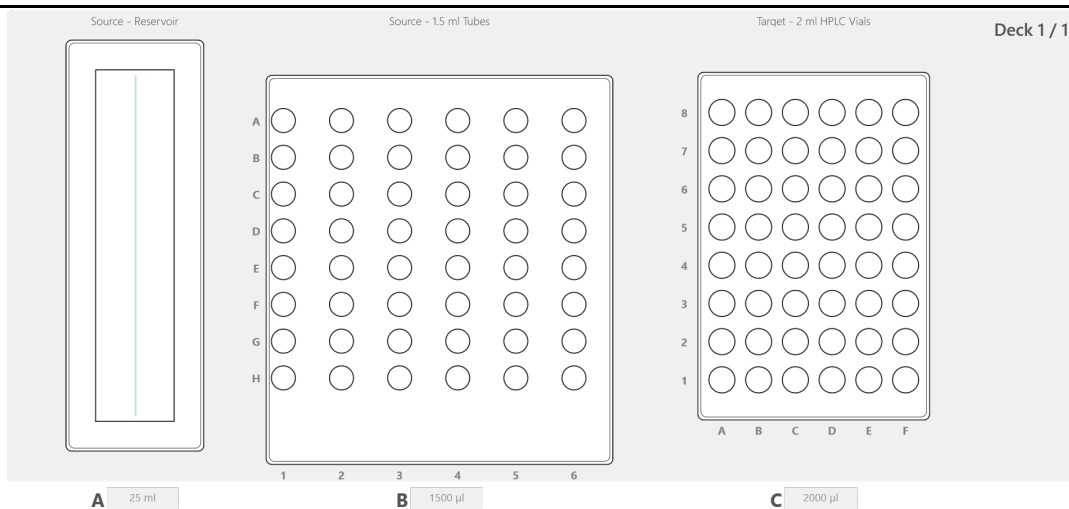 Source - Reservoir
Source - 1.5 ml Tubes
Target - 2 ml HPLC Vials
Deck 1 / 1
A
B
C
D
E
F
G
H
1 2 3 4 5 6
8
7
6
5
4
3
2
1
A B C D E F
A 25 ml
B 1500 µl
C 2000 µl